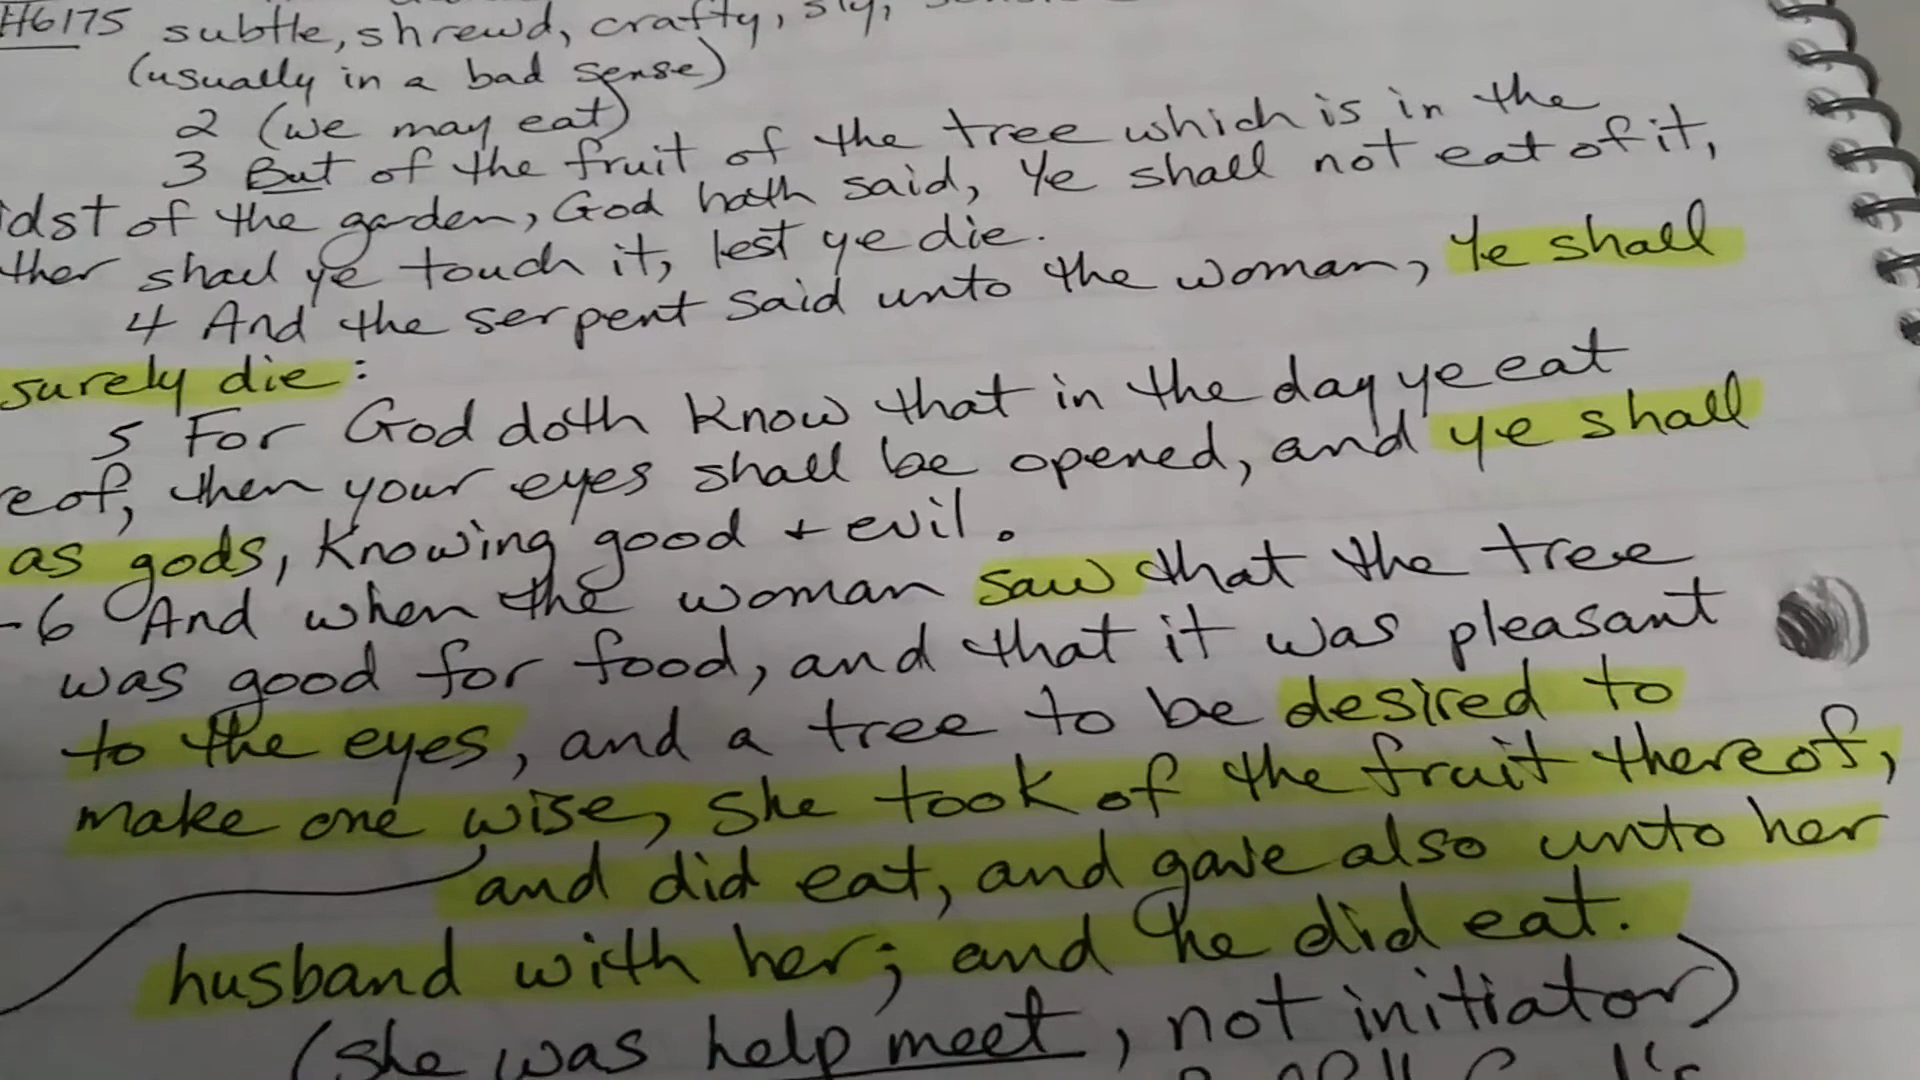 H6175 subtle, shrewd, crafty, sly,
(usually in a bad sense)
2 (we may eat)
3 But of the fruit of the tree which is in the
idst of the garden, God hath said, Ye shall not eat of it,
ther shall ye touch it, lest ye die.
4 And the serpent said unto the woman, Ye shall
surely die:
5 For God doth know that in the day ye eat
eof, then your eyes shall be opened, and ye shall
as gods, knowing good + evil.
-6 And when the woman saw that the tree
was good for food, and that it was pleasant
to the eyes, and a tree to be desired to
make one wise, she took of the fruit thereof,
and did eat, and gave also unto her
husband with her; and he did eat.
(she was help meet, not initiator)